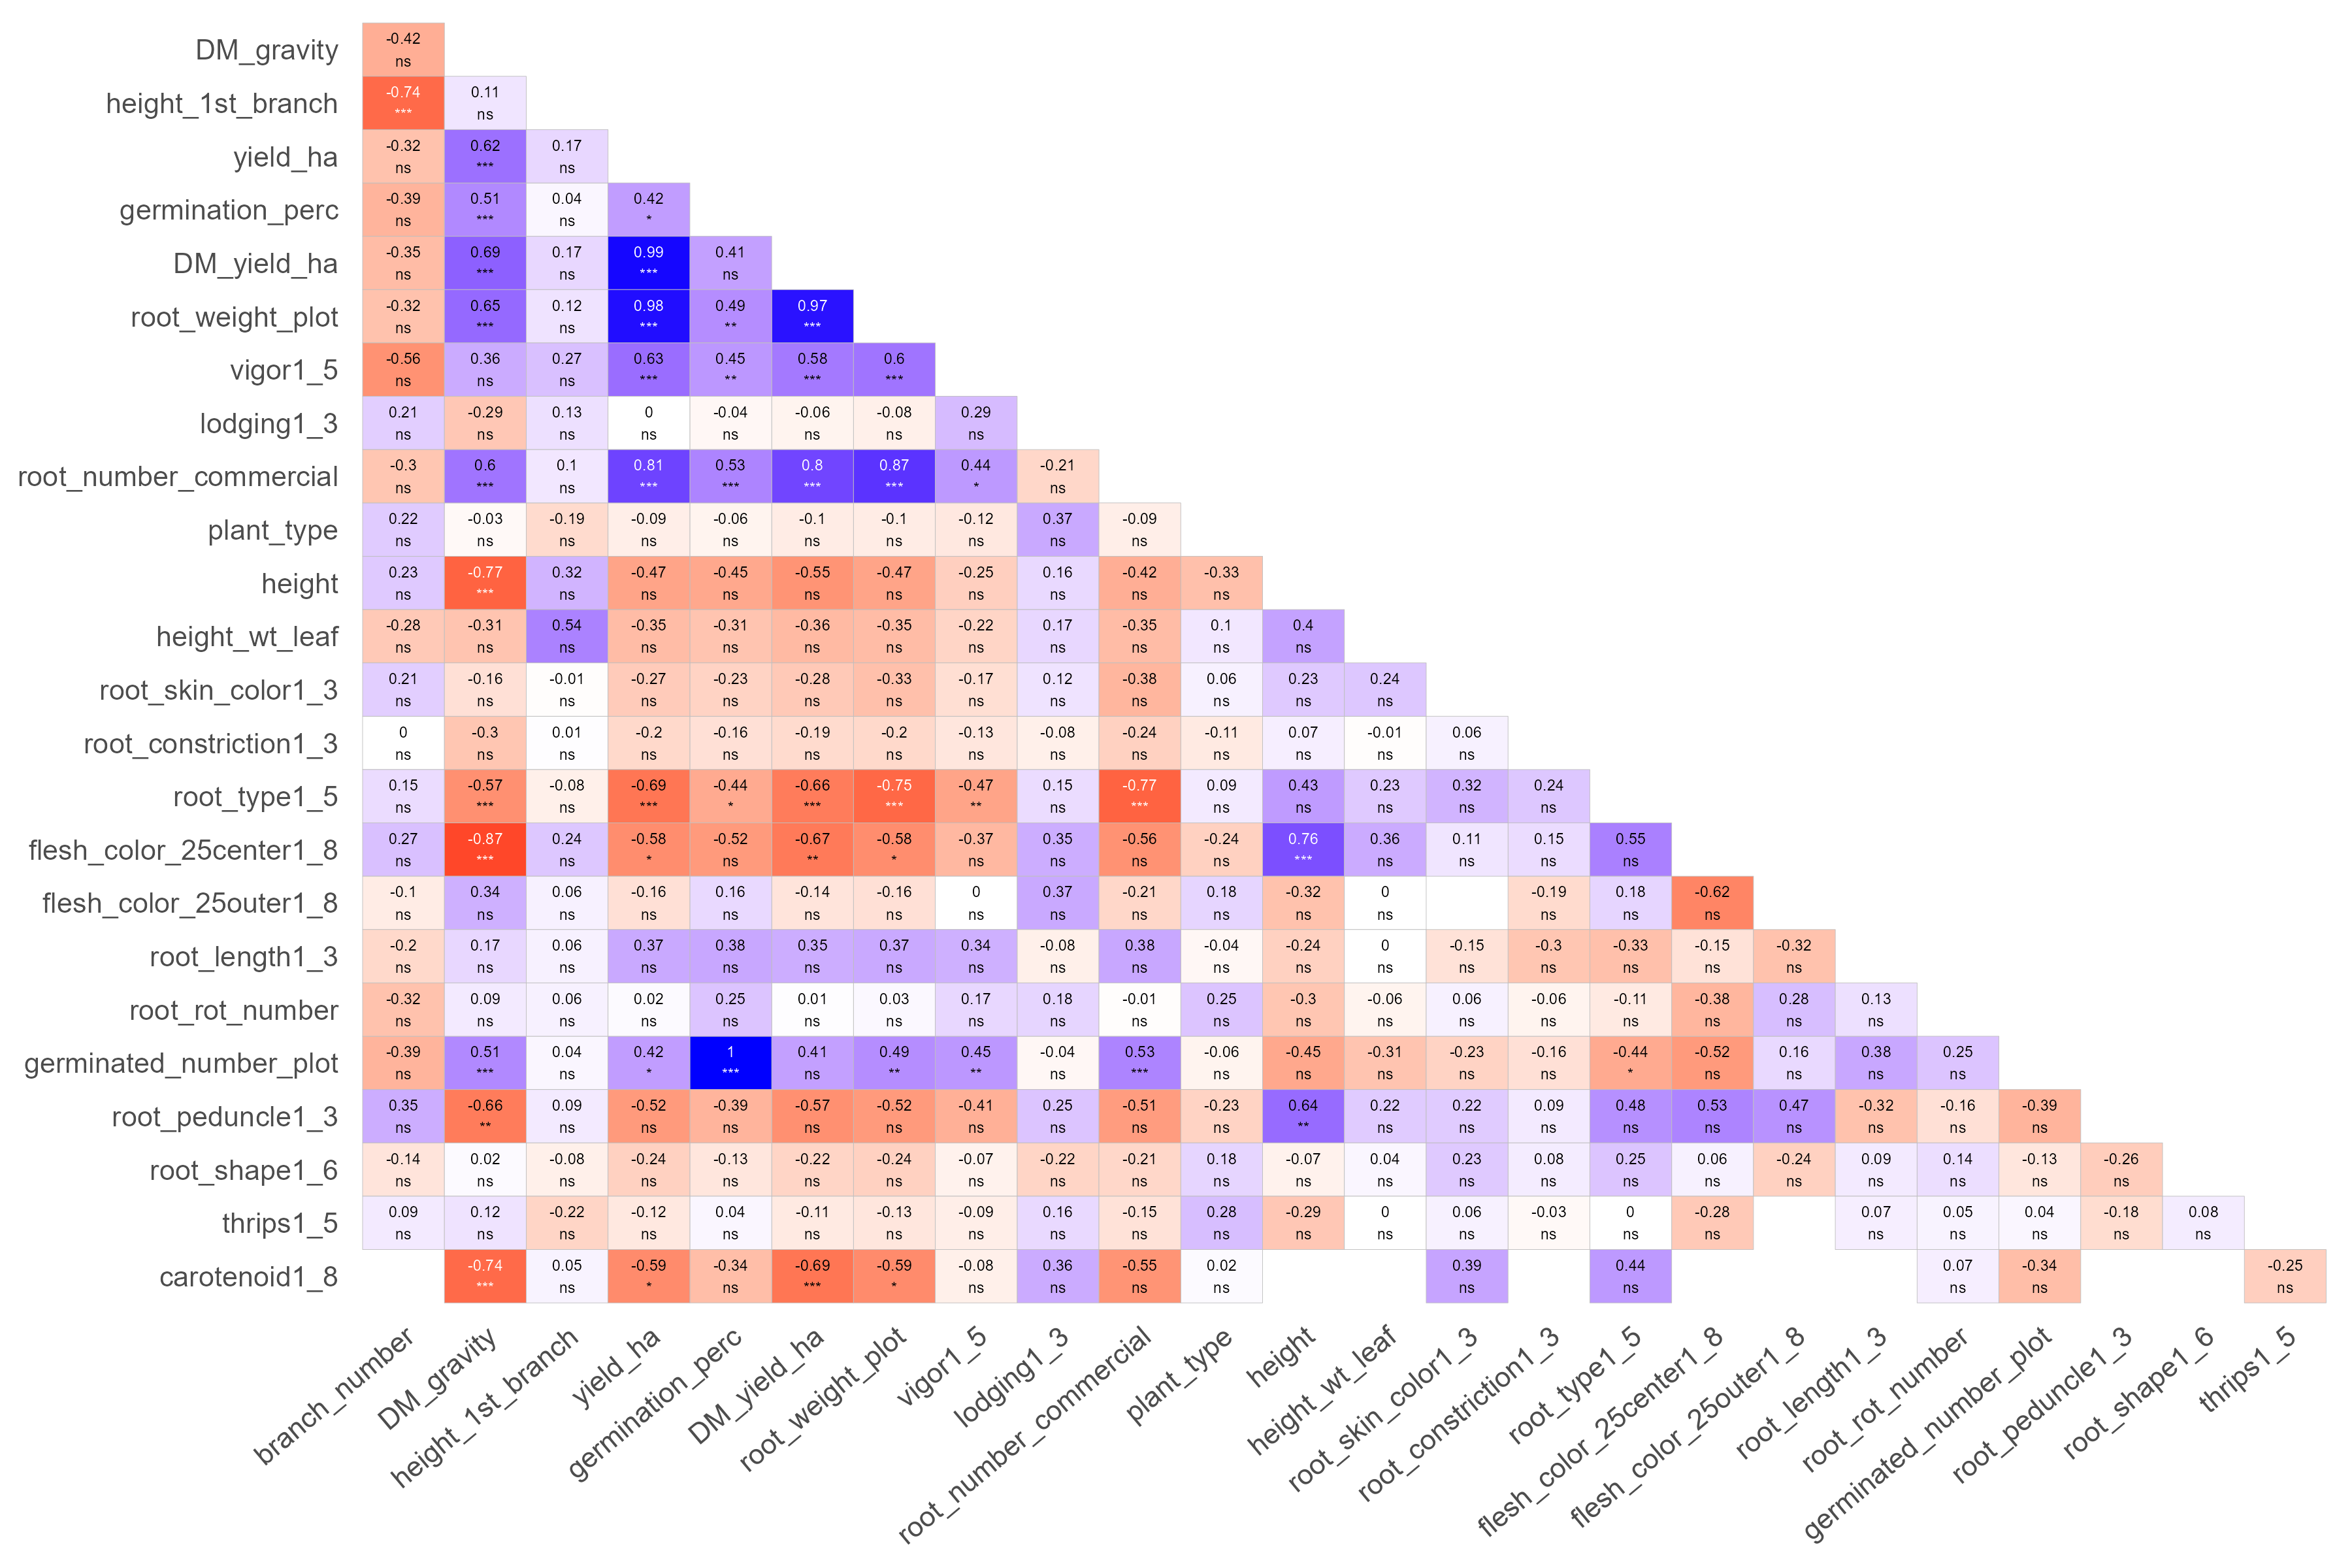 DM_gravity -0.42
ns
height_1st_branch -0.74 0.11
*** ns
yield_ha -0.32 0.62 0.17
ns *** ns
germination_perc -0.39 0.51 0.04 0.42
ns *** ns *
DM_yield_ha -0.35 0.69 0.17 0.99 0.41
ns *** ns *** ns
root_weight_plot -0.32 0.65 0.12 0.98 0.49 0.97
ns *** ns *** ** ***
vigor1_5 -0.56 0.36 0.27 0.63 0.45 0.58 0.6
ns ns ns *** ** *** ***
lodging1_3 0.21 -0.29 0.13 0 -0.04 -0.06 -0.08 0.29
ns ns ns ns ns ns ns ns
root_number_commercial -0.3 0.6 0.1 0.81 0.53 0.8 0.87 0.44 -0.21
ns *** ns *** *** *** *** * ns
plant_type 0.22 -0.03 -0.19 -0.09 -0.06 -0.1 -0.1 -0.12 0.37 -0.09
ns ns ns ns ns ns ns ns ns ns
height 0.23 -0.77 0.32 -0.47 -0.45 -0.55 -0.47 -0.25 0.16 -0.42 -0.33
ns *** ns ns ns ns ns ns ns ns ns
height_wt_leaf -0.28 -0.31 0.54 -0.35 -0.31 -0.36 -0.35 -0.22 0.17 -0.35 0.1 0.4
ns ns ns ns ns ns ns ns ns ns ns ns
root_skin_color1_3 0.21 -0.16 -0.01 -0.27 -0.23 -0.28 -0.33 -0.17 0.12 -0.38 0.06 0.23 0.24
ns ns ns ns ns ns ns ns ns ns ns ns ns
root_constriction1_3 0 -0.3 0.01 -0.2 -0.16 -0.19 -0.2 -0.13 -0.08 -0.24 -0.11 0.07 -0.01 0.06
ns ns ns ns ns ns ns ns ns ns ns ns ns ns
root_type1_5 0.15 -0.57 -0.08 -0.69 -0.44 -0.66 -0.75 -0.47 0.15 -0.77 0.09 0.43 0.23 0.32 0.24
ns *** ns *** * *** *** ** ns *** ns ns ns ns ns
flesh_color_25center1_8 0.27 -0.87 0.24 -0.58 -0.52 -0.67 -0.58 -0.37 0.35 -0.56 -0.24 0.76 0.36 0.11 0.15 0.55
ns *** ns * ns ** * ns ns ns ns *** ns ns ns ns
flesh_color_25outer1_8 -0.1 0.34 0.06 -0.16 0.16 -0.14 -0.16 0 0.37 -0.21 0.18 -0.32 0 -0.19 0.18 -0.62
ns ns ns ns ns ns ns ns ns ns ns ns ns ns ns ns
root_length1_3 -0.2 0.17 0.06 0.37 0.38 0.35 0.37 0.34 -0.08 0.38 -0.04 -0.24 0 -0.15 -0.3 -0.33 -0.15 -0.32
ns ns ns ns ns ns ns ns ns ns ns ns ns ns ns ns ns ns
root_rot_number -0.32 0.09 0.06 0.02 0.25 0.01 0.03 0.17 0.18 -0.01 0.25 -0.3 -0.06 0.06 -0.06 -0.11 -0.38 0.28 0.13
ns ns ns ns ns ns ns ns ns ns ns ns ns ns ns ns ns ns ns
germinated_number_plot -0.39 0.51 0.04 0.42 1 0.41 0.49 0.45 -0.04 0.53 -0.06 -0.45 -0.31 -0.23 -0.16 -0.44 -0.52 0.16 0.38 0.25
ns *** ns * *** ns ** ** ns *** ns ns ns ns ns * ns ns ns ns
root_peduncle1_3 0.35 -0.66 0.09 -0.52 -0.39 -0.57 -0.52 -0.41 0.25 -0.51 -0.23 0.64 0.22 0.22 0.09 0.48 0.53 0.47 -0.32 -0.16 -0.39
ns ** ns ns ns ns ns ns ns ns ns ** ns ns ns ns ns ns ns ns ns
root_shape1_6 -0.14 0.02 -0.08 -0.24 -0.13 -0.22 -0.24 -0.07 -0.22 -0.21 0.18 -0.07 0.04 0.23 0.08 0.25 0.06 -0.24 0.09 0.14 -0.13 -0.26
ns ns ns ns ns ns ns ns ns ns ns ns ns ns ns ns ns ns ns ns ns ns
thrips1_5 0.09 0.12 -0.22 -0.12 0.04 -0.11 -0.13 -0.09 0.16 -0.15 0.28 -0.29 0 0.06 -0.03 0 -0.28 0.07 0.05 0.04 -0.18 0.08
ns ns ns ns ns ns ns ns ns ns ns ns ns ns ns ns ns ns ns ns ns ns
carotenoid1_8 -0.74 0.05 -0.59 -0.34 -0.69 -0.59 -0.08 0.36 -0.55 0.02 0.39 0.44 0.07 -0.34 -0.25
*** ns * ns *** * ns ns ns ns ns ns ns ns ns
branch_number
DM_gravity
height_1st_branch
yield_ha
germination_perc
DM_yield_ha
root_weight_plot
vigor1_5
lodging1_3
root_number_commercial
plant_type
height
height_wt_leaf
root_skin_color1_3
root_constriction1_3
root_type1_5
flesh_color_25center1_8
flesh_color_25outer1_8
root_length1_3
root_rot_number
germinated_number_plot
root_peduncle1_3
root_shape1_6
thrips1_5